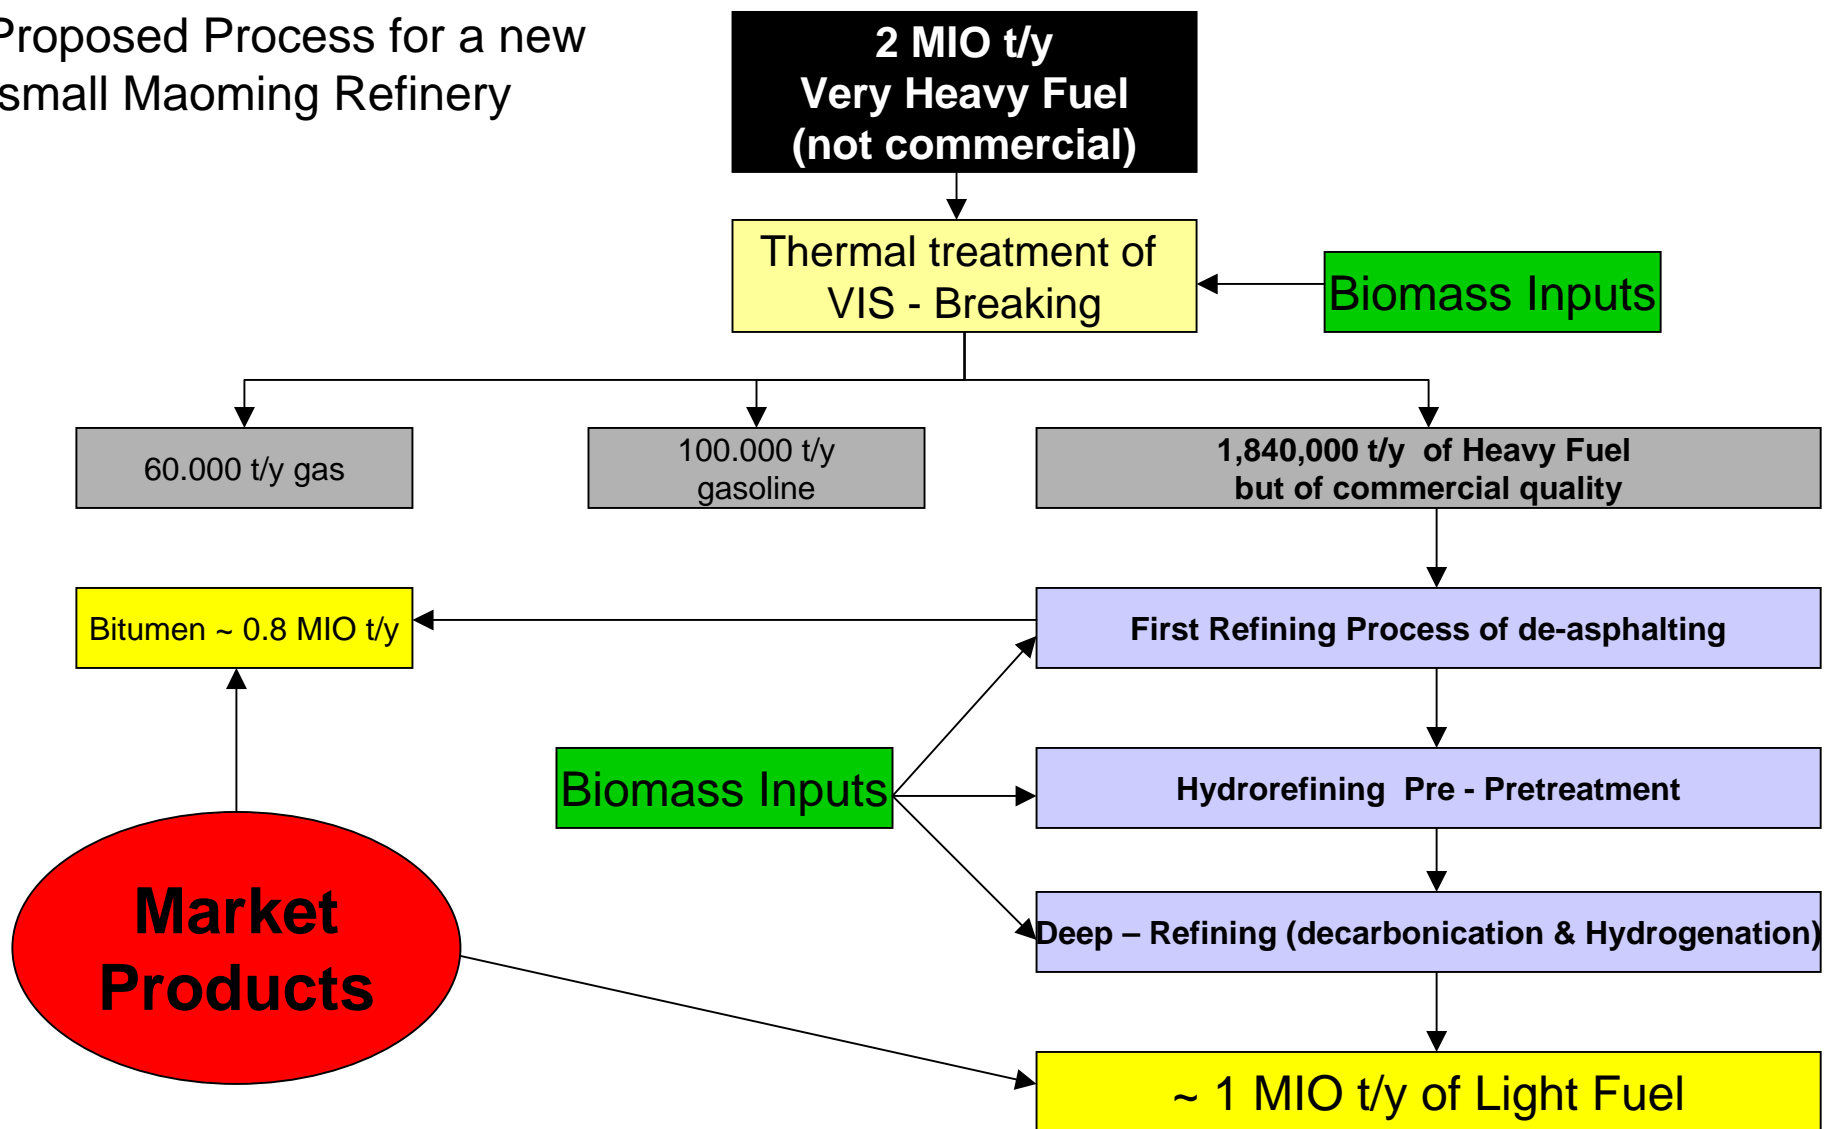 Proposed Process for a new
small Maoming Refinery
2 MIO t/y
Very Heavy Fuel
(not commercial)
Thermal treatment of
VIS - Breaking
Biomass Inputs
60.000 t/y gas
100.000 t/y
gasoline
1,840,000 t/y of Heavy Fuel
but of commercial quality
Bitumen ~ 0.8 MIO t/y
First Refining Process of de-asphalting
Biomass Inputs
Hydrorefining Pre - Pretreatment
Market
Products
Deep – Refining (decarbonication & Hydrogenation)
~ 1 MIO t/y of Light Fuel